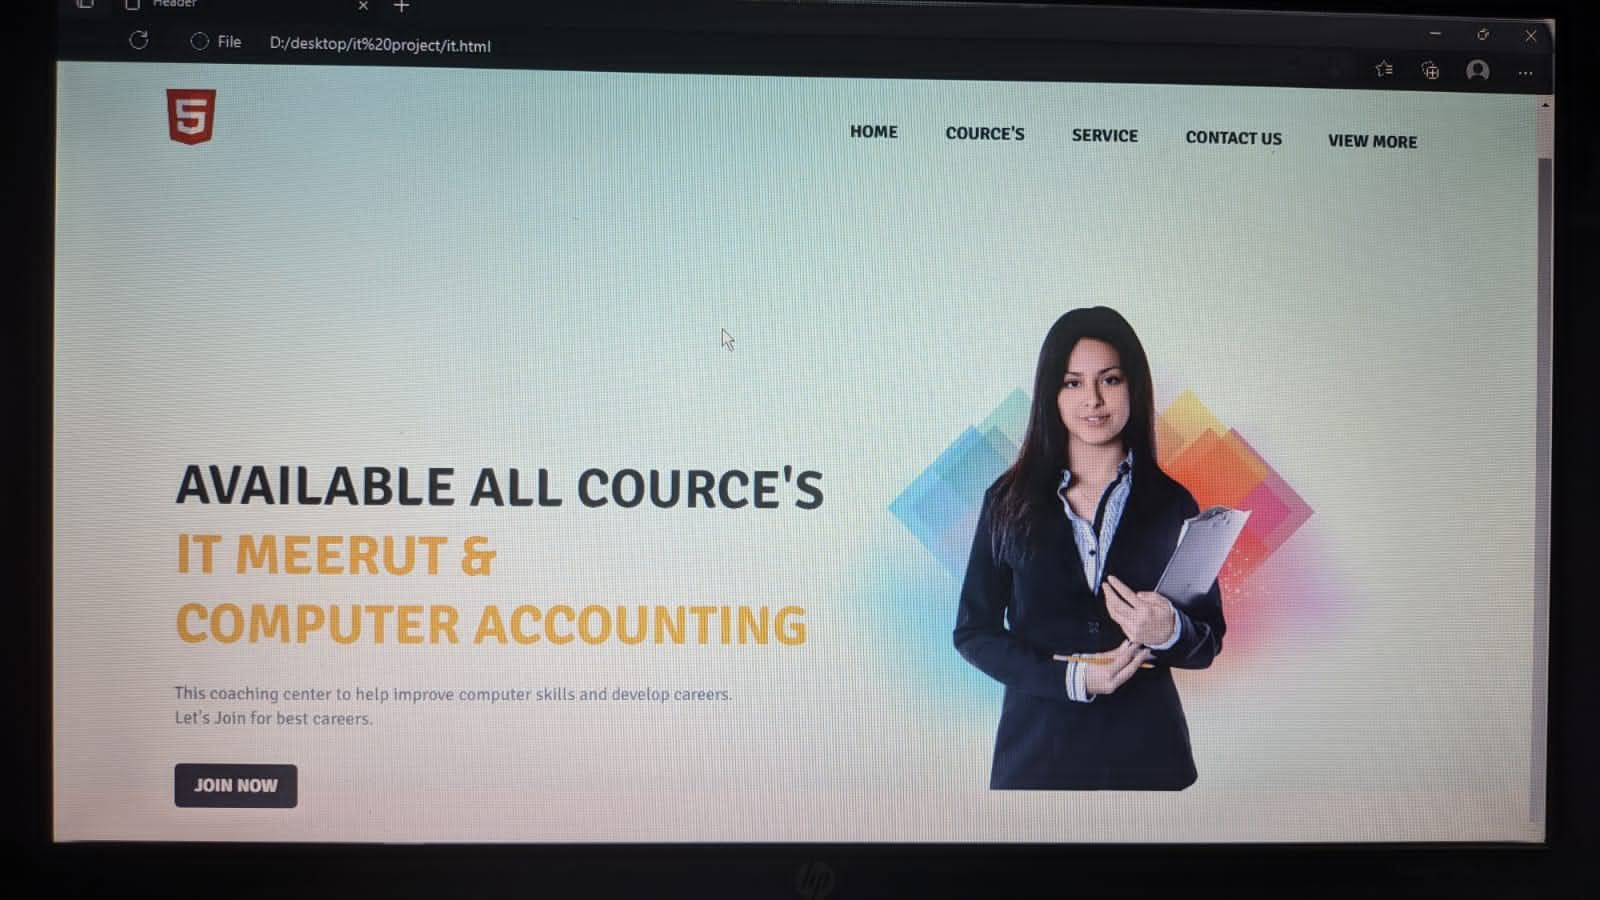 Header
File D:/desktop/it%20project/it.html
5
HOME COURCE'S SERVICE CONTACT US VIEW MORE
AVAILABLE ALL COURCE'S
IT MEERUT &
COMPUTER ACCOUNTING
This coaching center to help improve computer skills and develop careers.
Let's Join for best careers.
JOIN NOW
hp